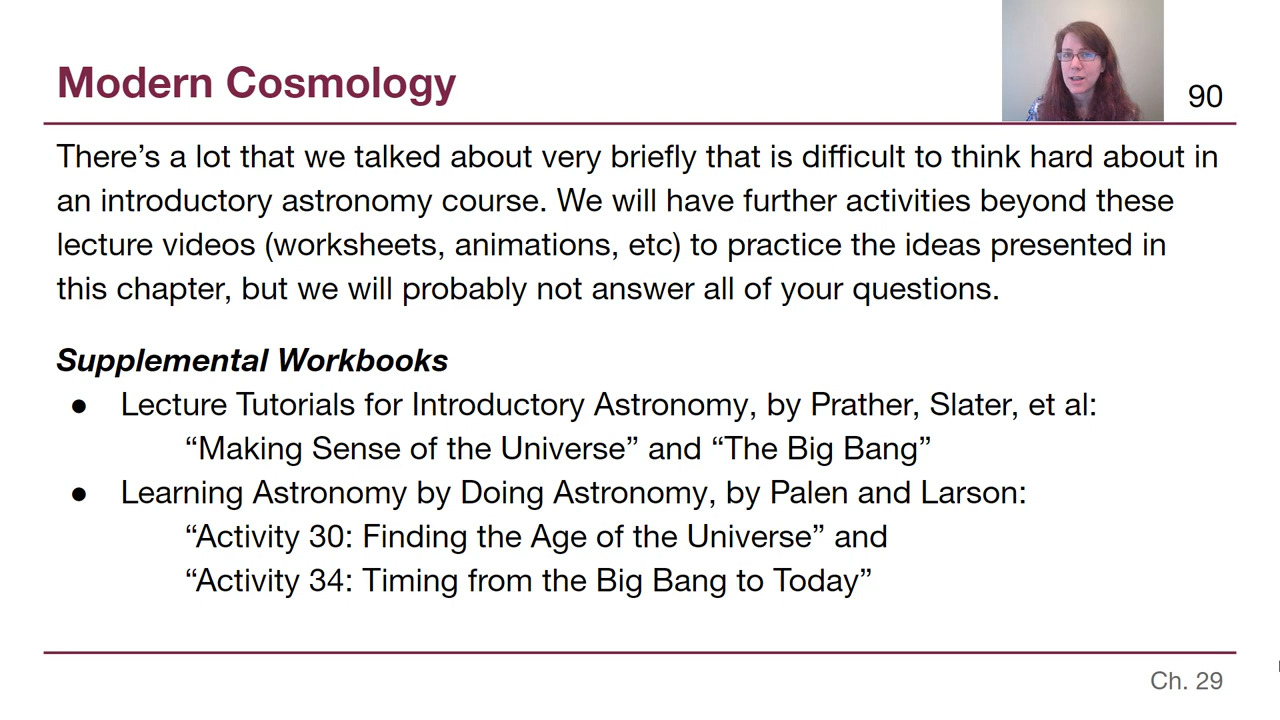 Modern Cosmology
90
There’s a lot that we talked about very briefly that is difficult to think hard about in
an introductory astronomy course. We will have further activities beyond these
lecture videos (worksheets, animations, etc) to practice the ideas presented in
this chapter, but we will probably not answer all of your questions.
Supplemental Workbooks
● Lecture Tutorials for Introductory Astronomy, by Prather, Slater, et al:
“Making Sense of the Universe” and “The Big Bang”
● Learning Astronomy by Doing Astronomy, by Palen and Larson:
“Activity 30: Finding the Age of the Universe” and
“Activity 34: Timing from the Big Bang to Today”
Ch. 29